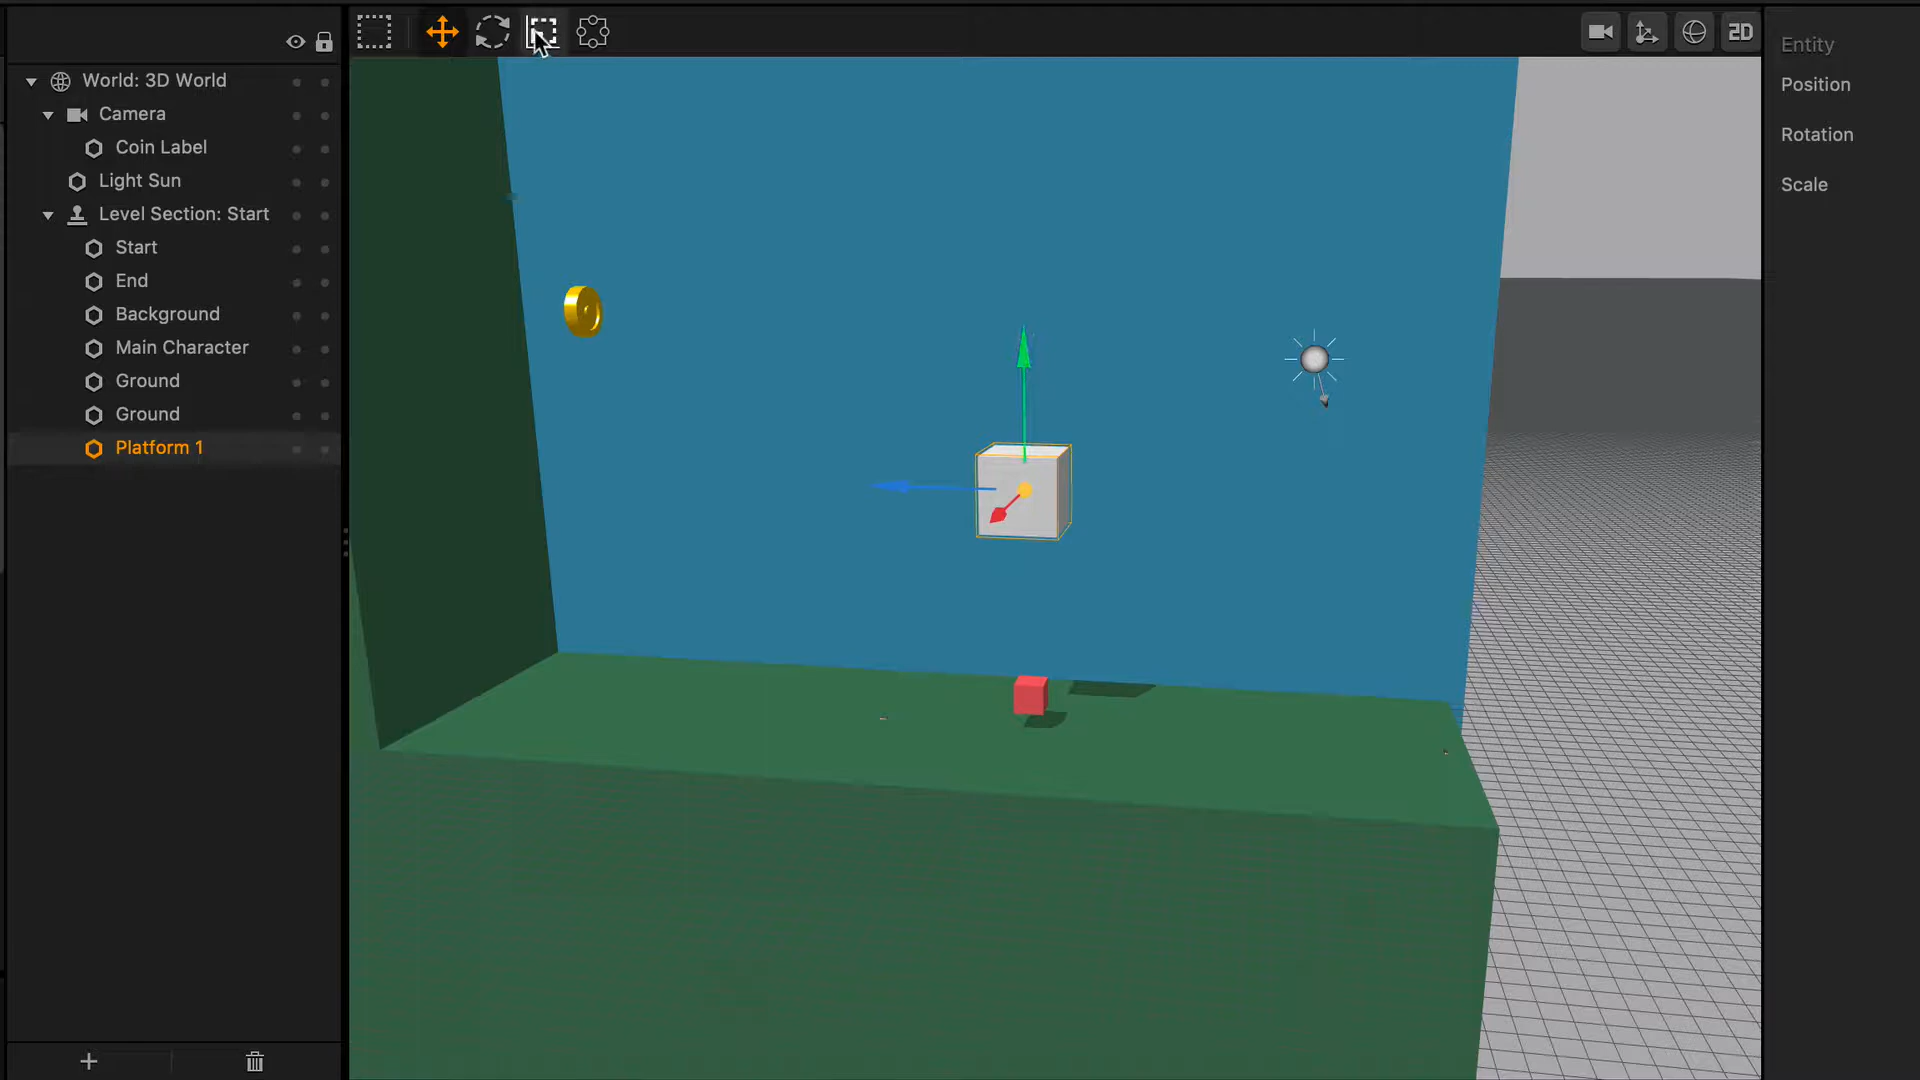 World: 3D World
Camera
Coin Label
Light Sun
Level Section: Start
Start
End
Background
Main Character
Ground
Ground
Platform 1
2D
Entity
Position
Rotation
Scale